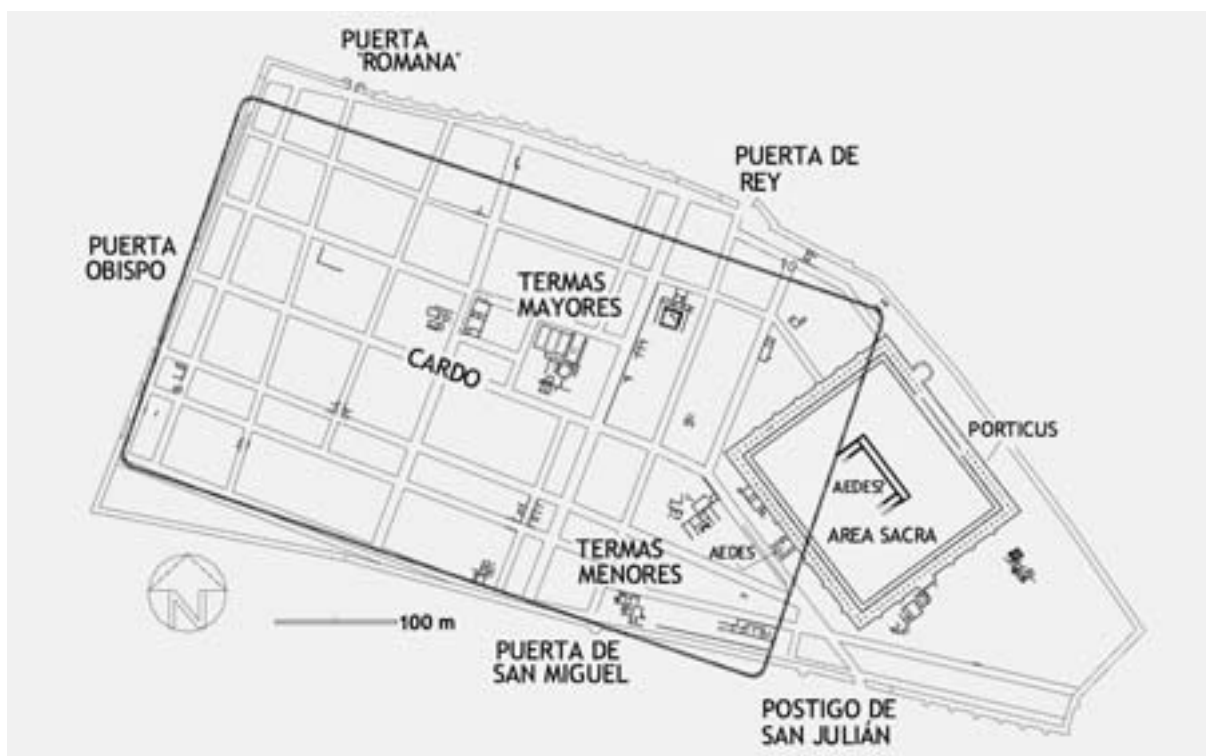 PUERTA
"ROMANA"
PUERTA DE
REY
PUERTA
OBISPO
TERMAS
MAYORES
CARDO
PORTICUS
AEDES?
AREA SACRA
AEDES
TERMAS
MENORES
N
100 m
PUERTA DE
SAN MIGUEL
POSTIGO DE
SAN JULIÁN